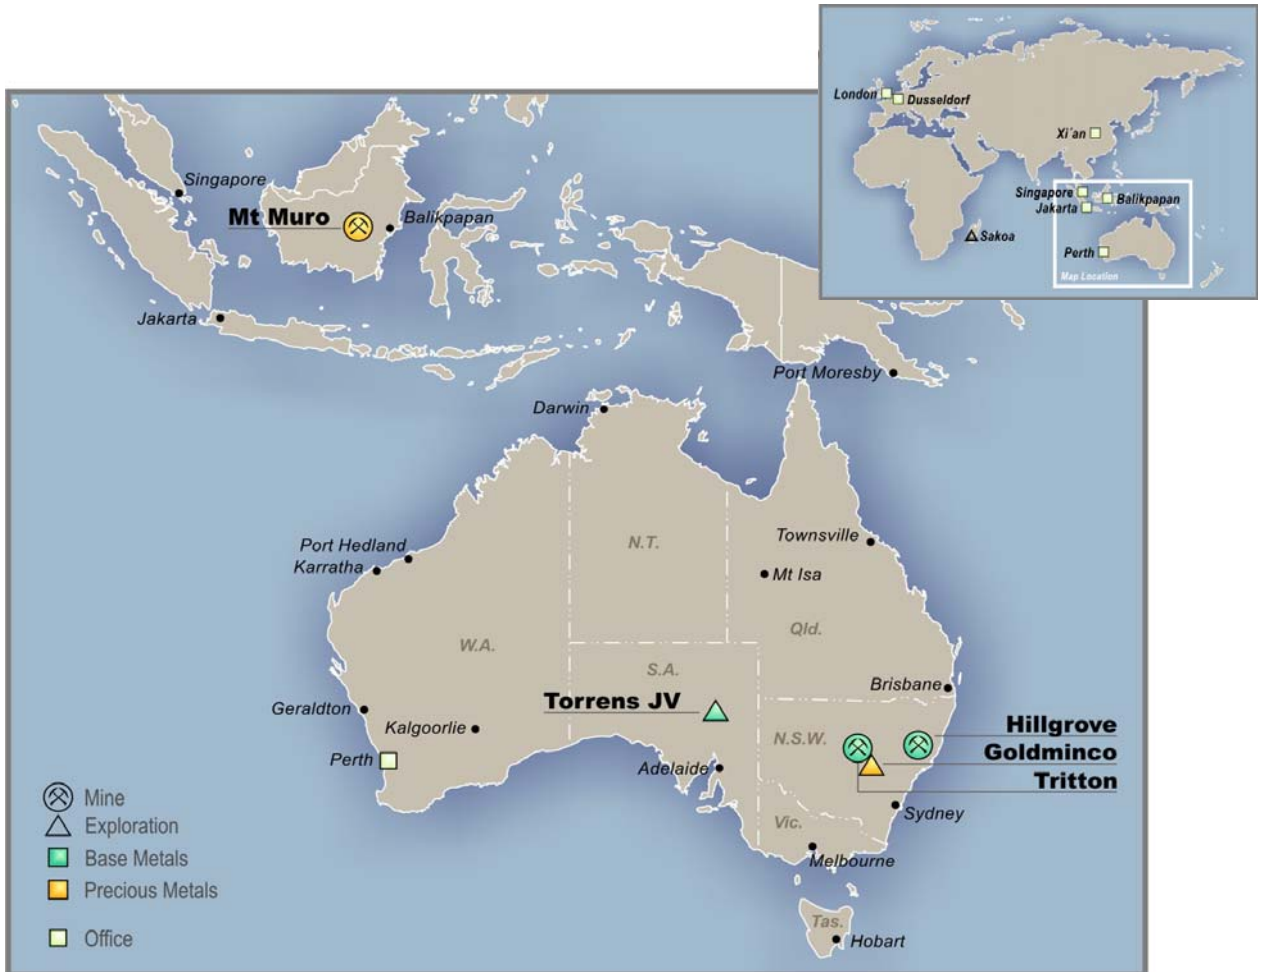 London
Dusseldorf
Xi´an
Singapore
Balikpapan
Jakarta
Sakoa
Perth
Map Location
Singapore
Mt Muro
Balikpapan
Jakarta
Port Moresby
Darwin
Port Hedland
Karratha
N.T.
Townsville
Mt Isa
Qld.
W.A.
S.A.
Brisbane
Torrens JV
Geraldton
Kalgoorlie
N.S.W.
Hillgrove
Goldminco
Tritton
Perth
Adelaide
Sydney
Vic.
Melbourne
Tas.
Hobart
Mine
Exploration
Base Metals
Precious Metals
Office